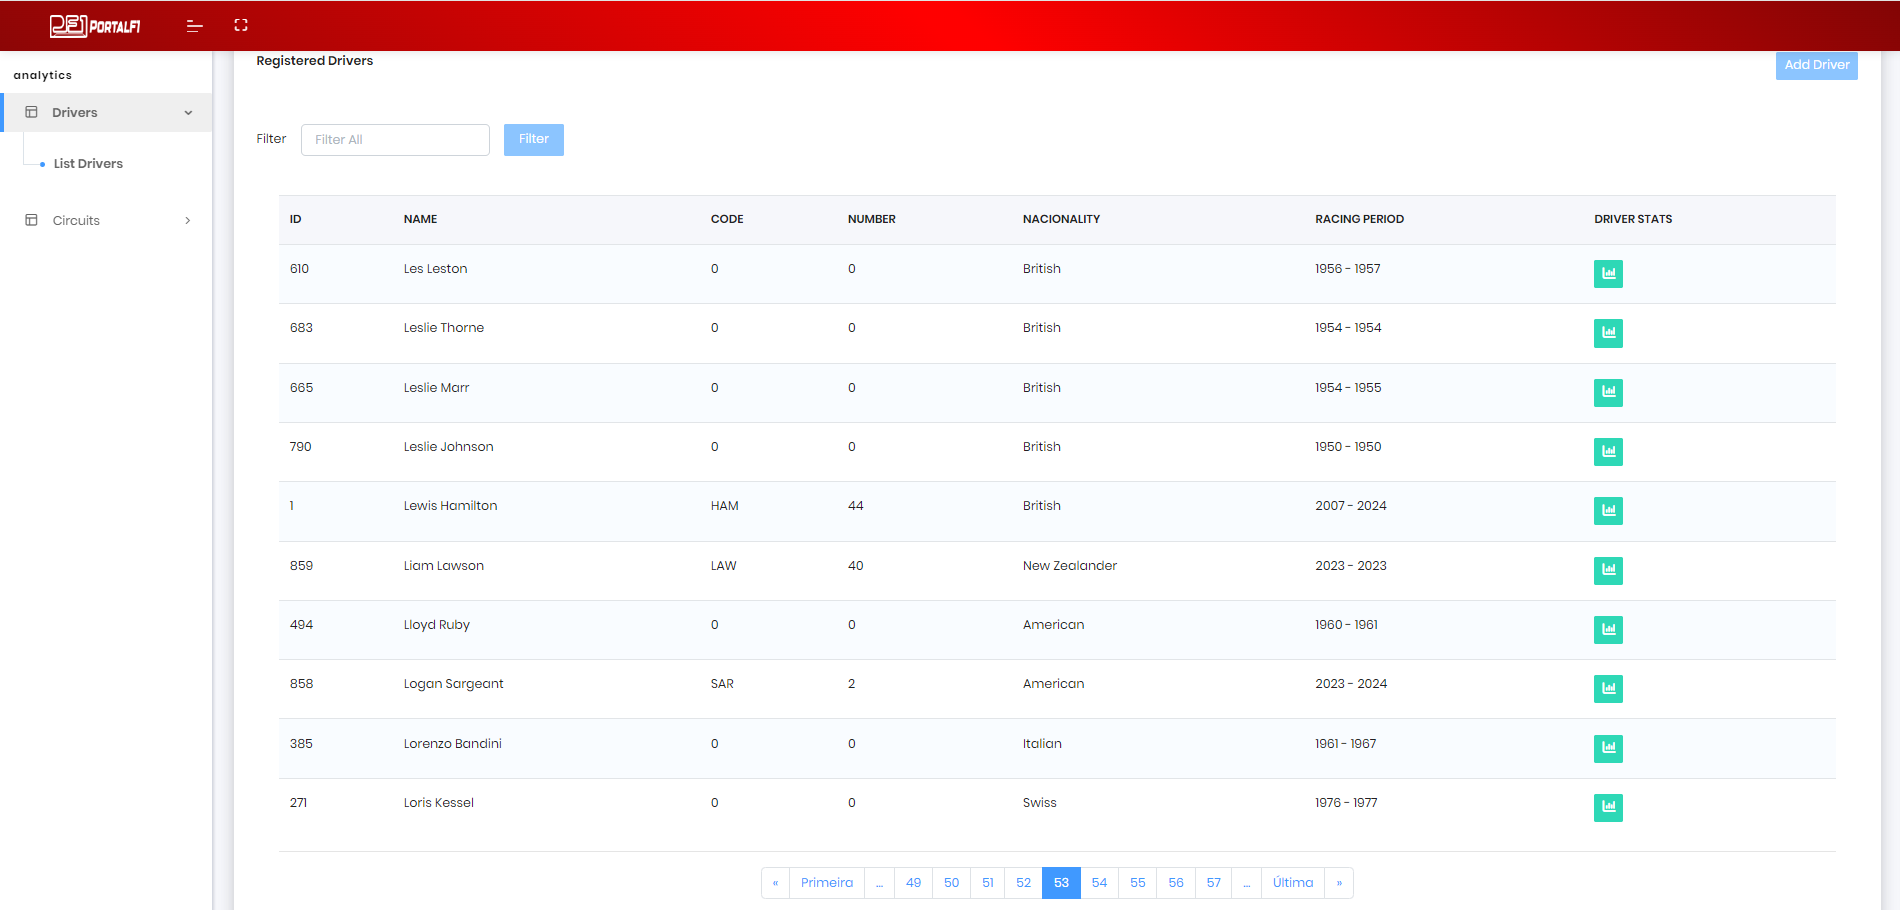 PF1 PORTALF1
analytics
Drivers
List Drivers
Circuits
Registered Drivers
Add Driver
Filter Filter All Filter
ID NAME CODE NUMBER NACIONALITY RACING PERIOD DRIVER STATS
610 Les Leston 0 0 British 1956 - 1957
683 Leslie Thorne 0 0 British 1954 - 1954
665 Leslie Marr 0 0 British 1954 - 1955
790 Leslie Johnson 0 0 British 1950 - 1950
1 Lewis Hamilton HAM 44 British 2007 - 2024
859 Liam Lawson LAW 40 New Zealander 2023 - 2023
494 Lloyd Ruby 0 0 American 1960 - 1961
858 Logan Sargeant SAR 2 American 2023 - 2024
385 Lorenzo Bandini 0 0 Italian 1961 - 1967
271 Loris Kessel 0 0 Swiss 1976 - 1977
« Primeira ... 49 50 51 52 53 54 55 56 57 ... Última »